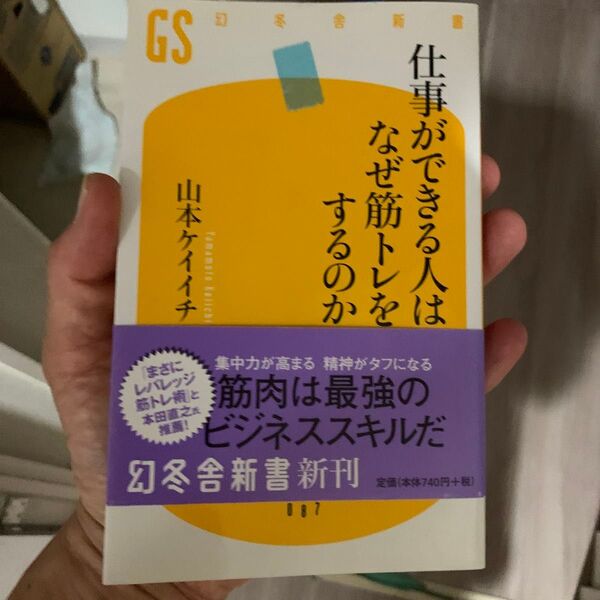 GS
幻冬舎新書
仕事ができる人は
なぜ筋トレを
するのか
山本ケイイチ
Yamamoto Keiichi
集中力が高まる 精神がタフになる
筋肉は最強の
ビジネススキルだ
「まさに
レバレッジ
筋トレ術」と
本田直之氏
推薦!
幻冬舎新書 新刊
定価(本体740円+税)
087